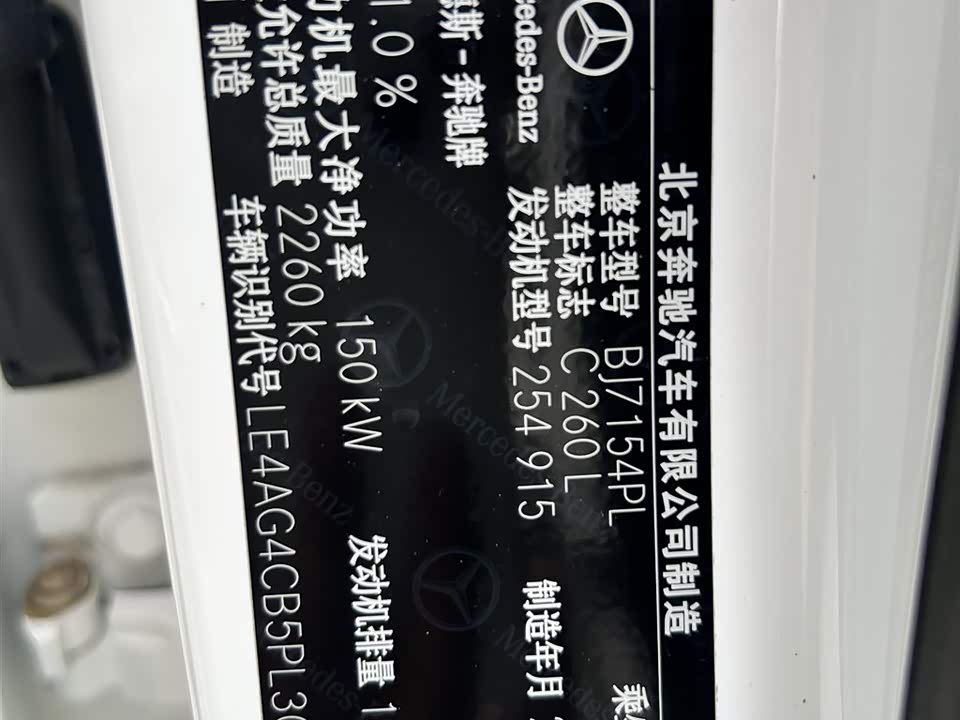 北京奔驰汽车有限公司制造
整车型号 BJ7154PL
整车标志 C 260 L
Mercedes-Benz 发动机型号 254 915 制造年月
斯-奔驰牌
1.0 %
机最大净功率 150 kW 发动机排量 1
允许总质量 2260 kg
制造 车辆识别代号 LE4AG4CB5PL3